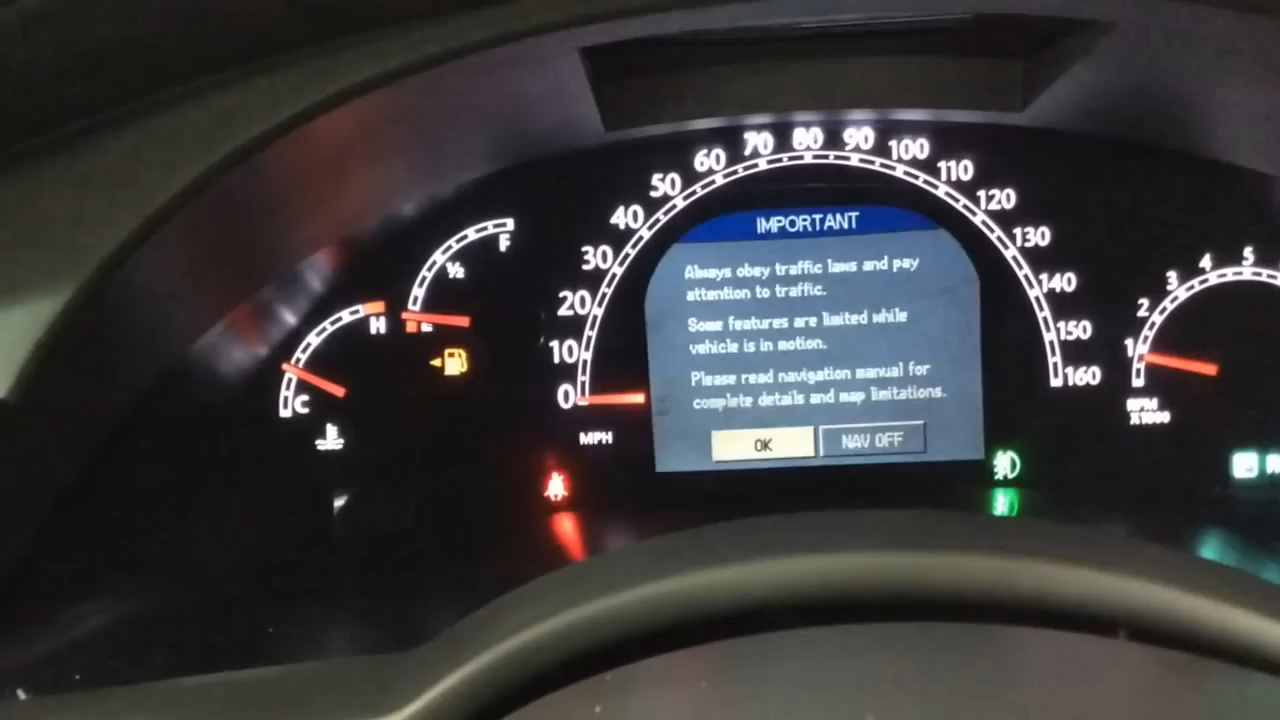 IMPORTANT
Always obey traffic laws and pay
attention to traffic.
Some features are limited while
vehicle is in motion.
Please read navigation manual for
complete details and map limitations.
OK
NAV OFF
C
H
E
½
F
0
10
20
30
40
50
60
70
80
90
100
110
120
130
140
150
160
MPH
1
2
3
4
5
RPM
X1000
P
R